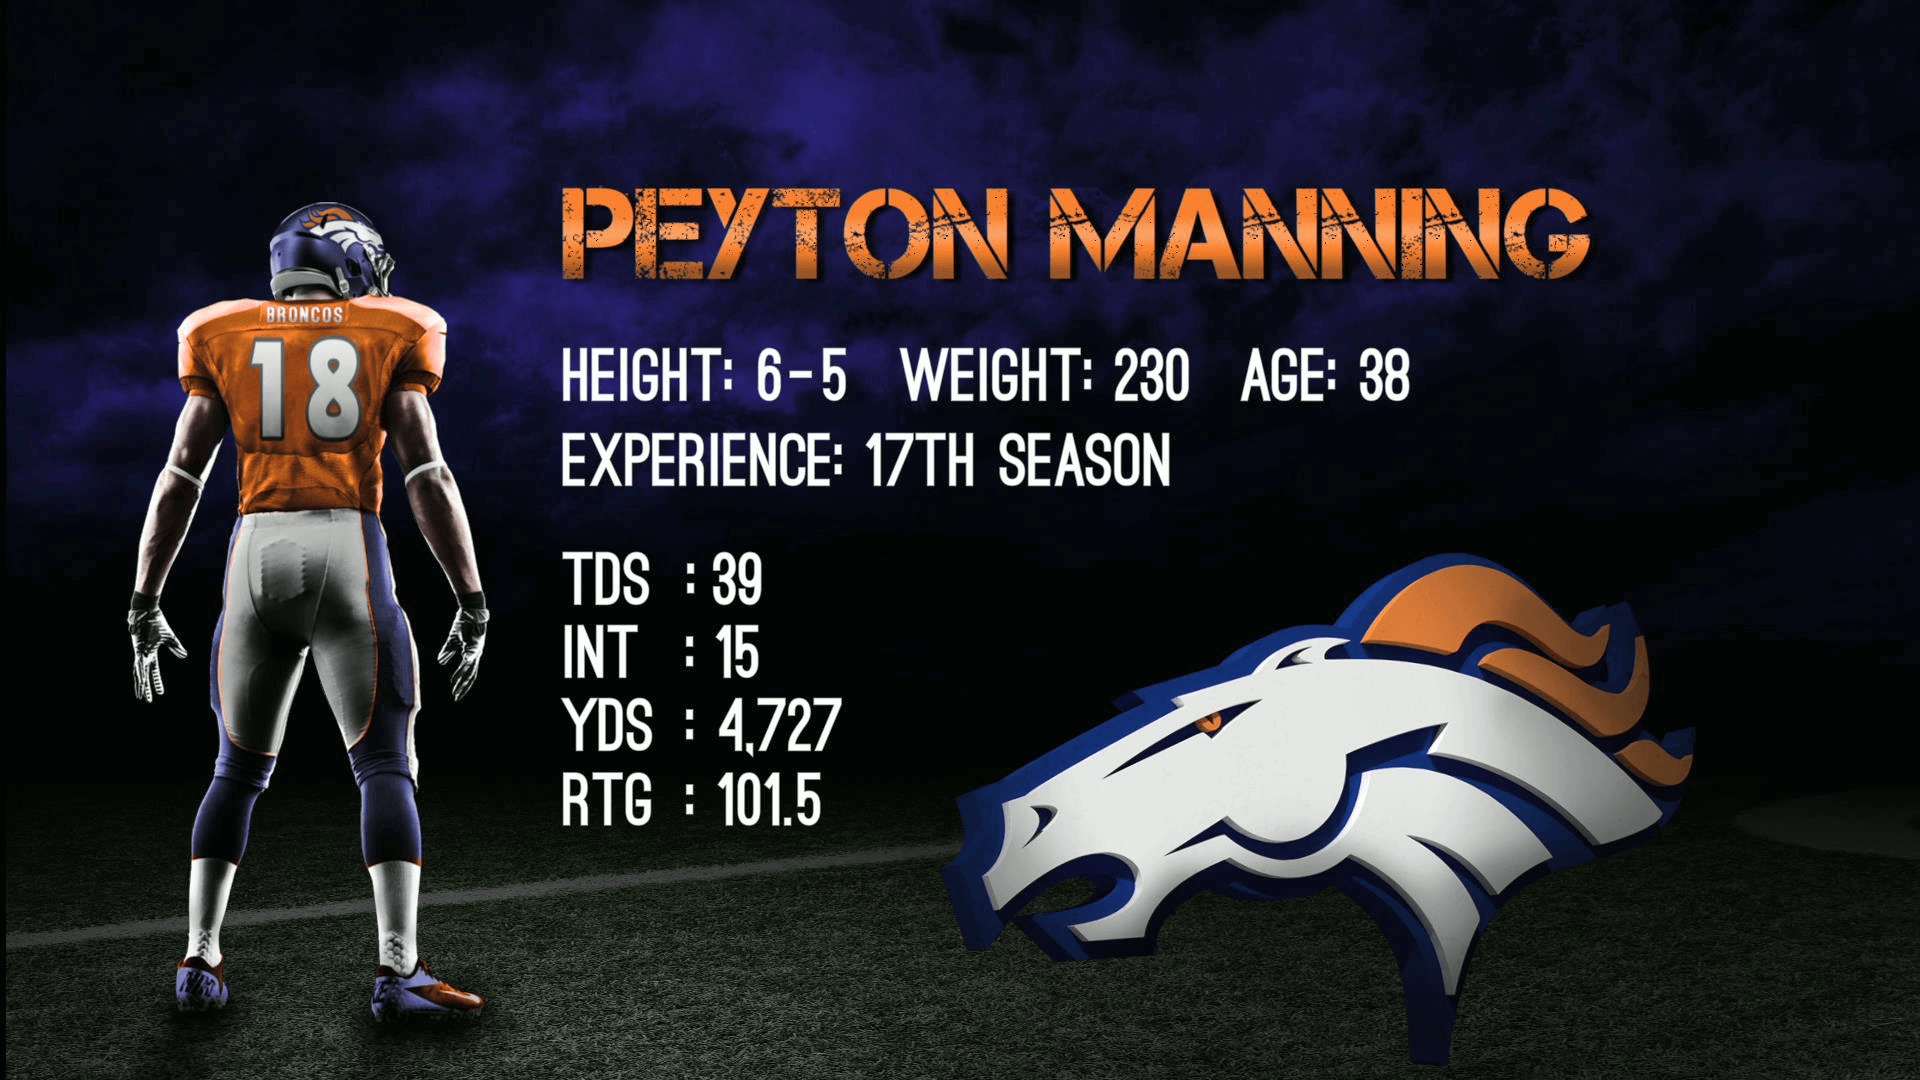 PEYTON MANNING
BRONCOS
18
HEIGHT: 6-5 WEIGHT: 230 AGE: 38
EXPERIENCE: 17TH SEASON
TDS : 39
INT : 15
YDS : 4,727
RTG : 101.5